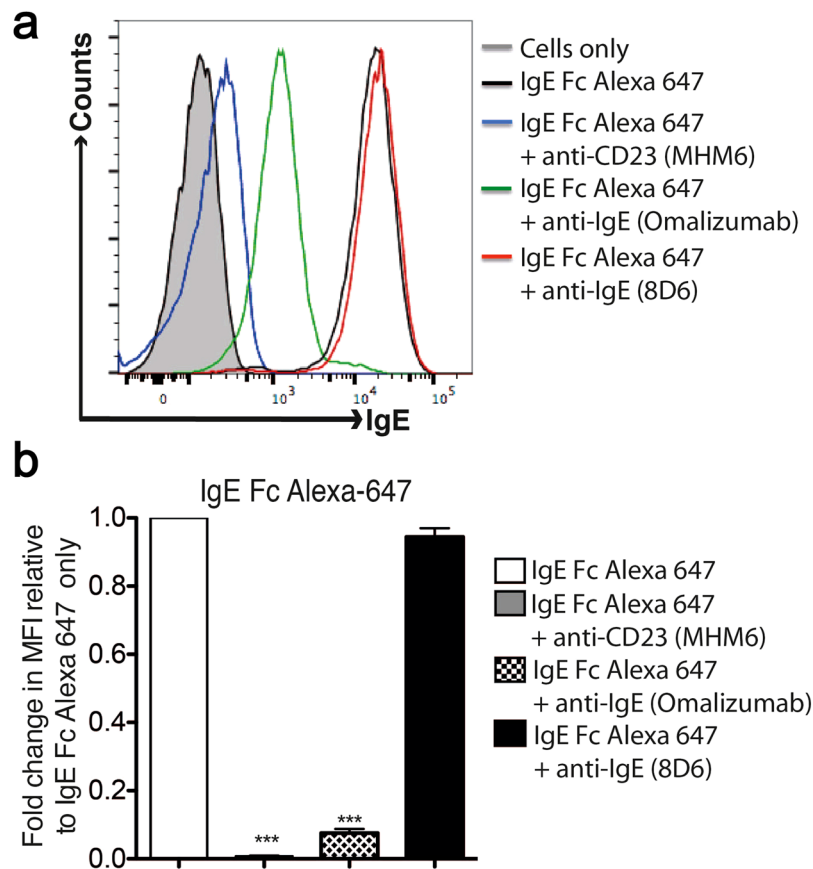 a
Counts
0 10³ 10⁴ 10⁵
IgE
Cells only
IgE Fc Alexa 647
IgE Fc Alexa 647
+ anti-CD23 (MHM6)
IgE Fc Alexa 647
+ anti-IgE (Omalizumab)
IgE Fc Alexa 647
+ anti-IgE (8D6)
b
IgE Fc Alexa-647
Fold change in MFI relative
to IgE Fc Alexa 647 only
1.0
0.8
0.6
0.4
0.2
0.0
***
***
IgE Fc Alexa 647
IgE Fc Alexa 647
+ anti-CD23 (MHM6)
IgE Fc Alexa 647
+ anti-IgE (Omalizumab)
IgE Fc Alexa 647
+ anti-IgE (8D6)